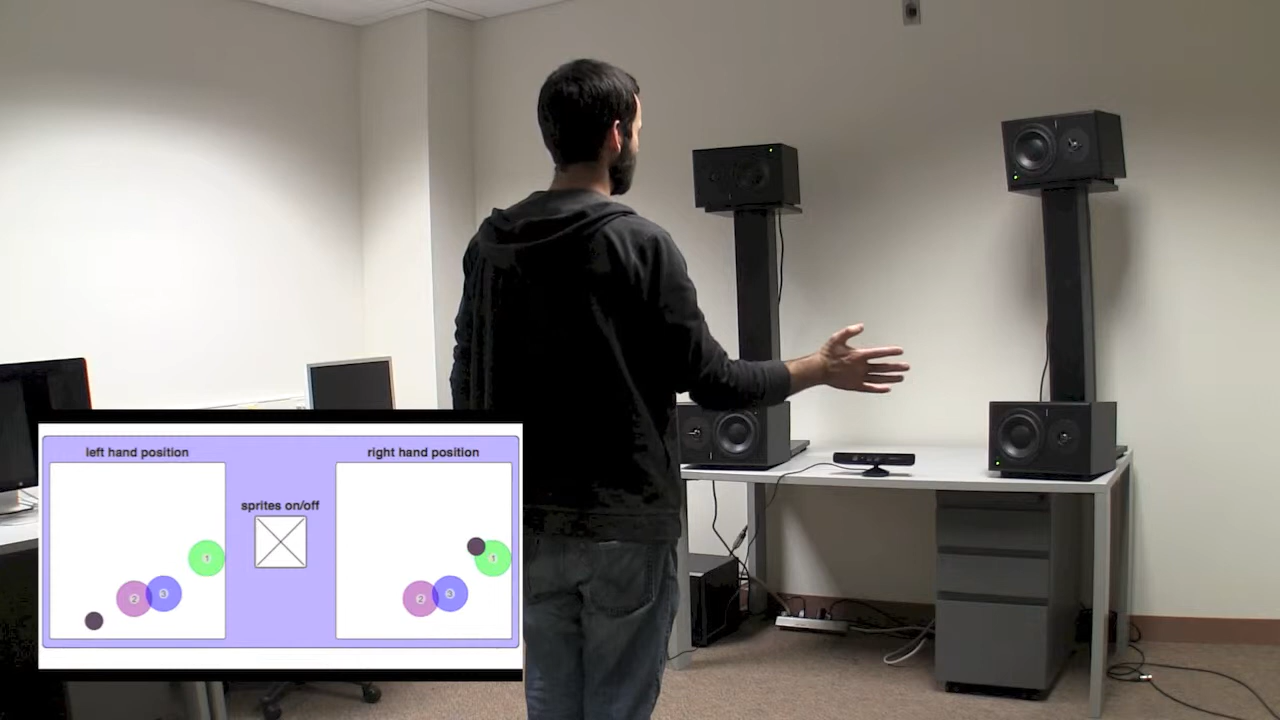 left hand position
right hand position
sprites on/off
1
2
3
1
2
3